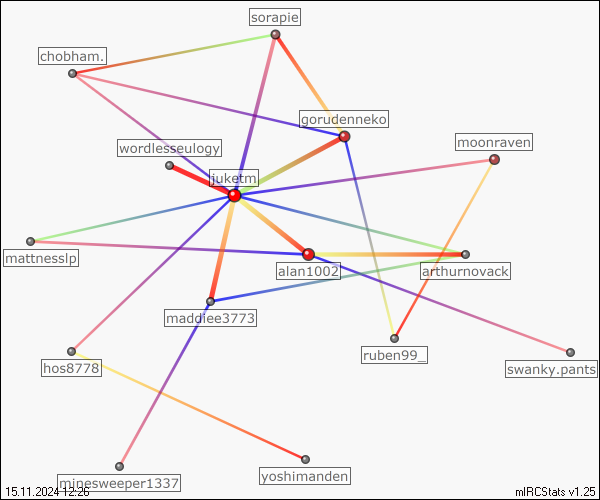 sorapie
chobham.
gorudenneko
moonraven
wordlesseulogy
juketm
mattnesslp
alan1002
arthurnovack
maddiee3773
ruben99_
hos8778
swanky.pants
yoshimanden
minesweeper1337
15.11.2024 12:26
mIRCStats v1.25